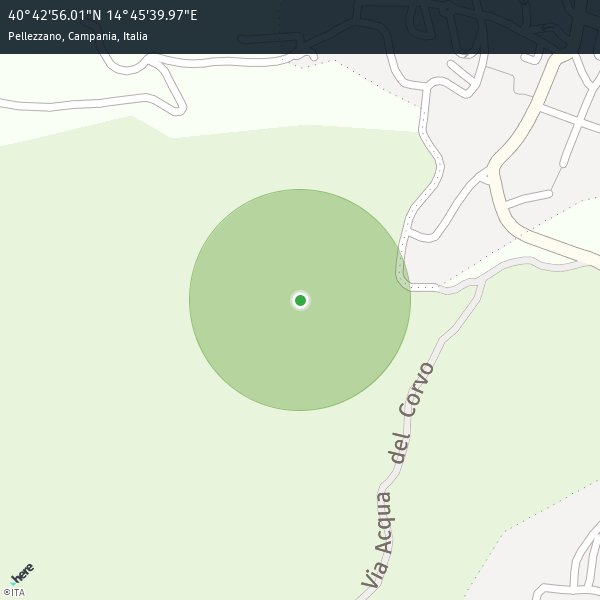 40°42'56.01"N 14°45'39.97"E
Pellezzano, Campania, Italia
Via Acqua del Corvo
here
©ITA